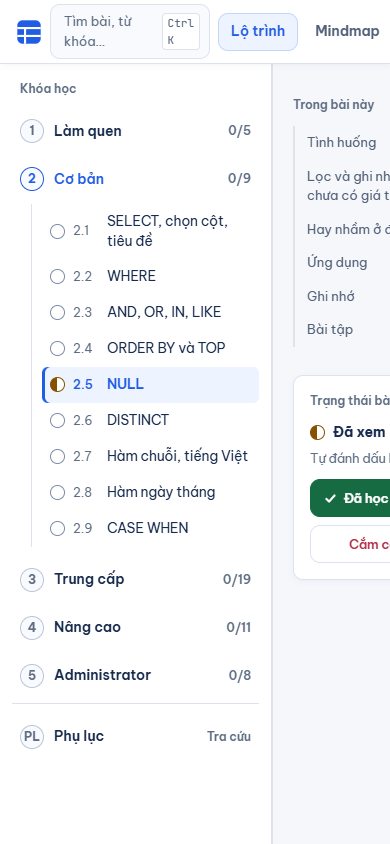 Tìm bài, từ
khóa...
Ctrl
K
Lộ trình
Mindmap
Khóa học
1 Làm quen 0/5
2 Cơ bản 0/9
2.1 SELECT, chọn cột,
tiêu đề
2.2 WHERE
2.3 AND, OR, IN, LIKE
2.4 ORDER BY và TOP
2.5 NULL
2.6 DISTINCT
2.7 Hàm chuỗi, tiếng Việt
2.8 Hàm ngày tháng
2.9 CASE WHEN
3 Trung cấp 0/19
4 Nâng cao 0/11
5 Administrator 0/8
PL Phụ lục Tra cứu
Trong bài này
Tình huống
Lọc và ghi nh
chưa có giá t
Hay nhầm ở
Ứng dụng
Ghi nhớ
Bài tập
Trạng thái bà
Đã xem
Tự đánh dấu
Đã học
Cắm c